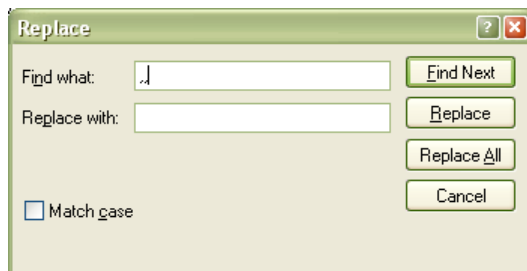 Replace
Find what: ,,
Find Next
Replace with:
Replace
Replace All
Cancel
Match case